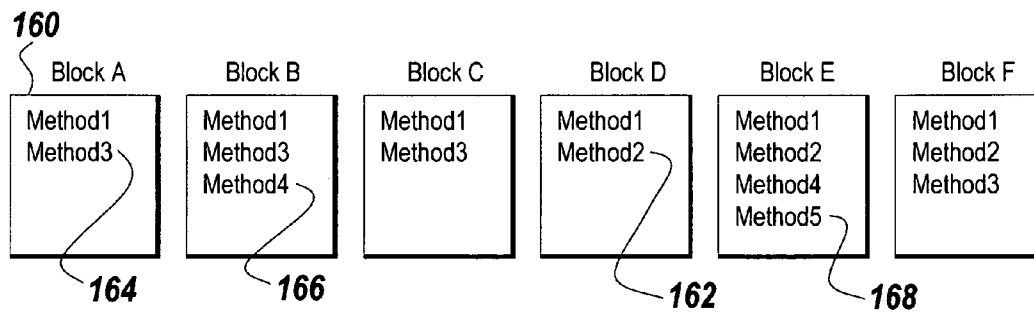 160
Block A
Block B
Block C
Block D
Block E
Block F
Method1
Method3
Method1
Method3
Method4
Method1
Method3
Method1
Method2
Method1
Method2
Method4
Method5
Method1
Method2
Method3
164
166
162
168